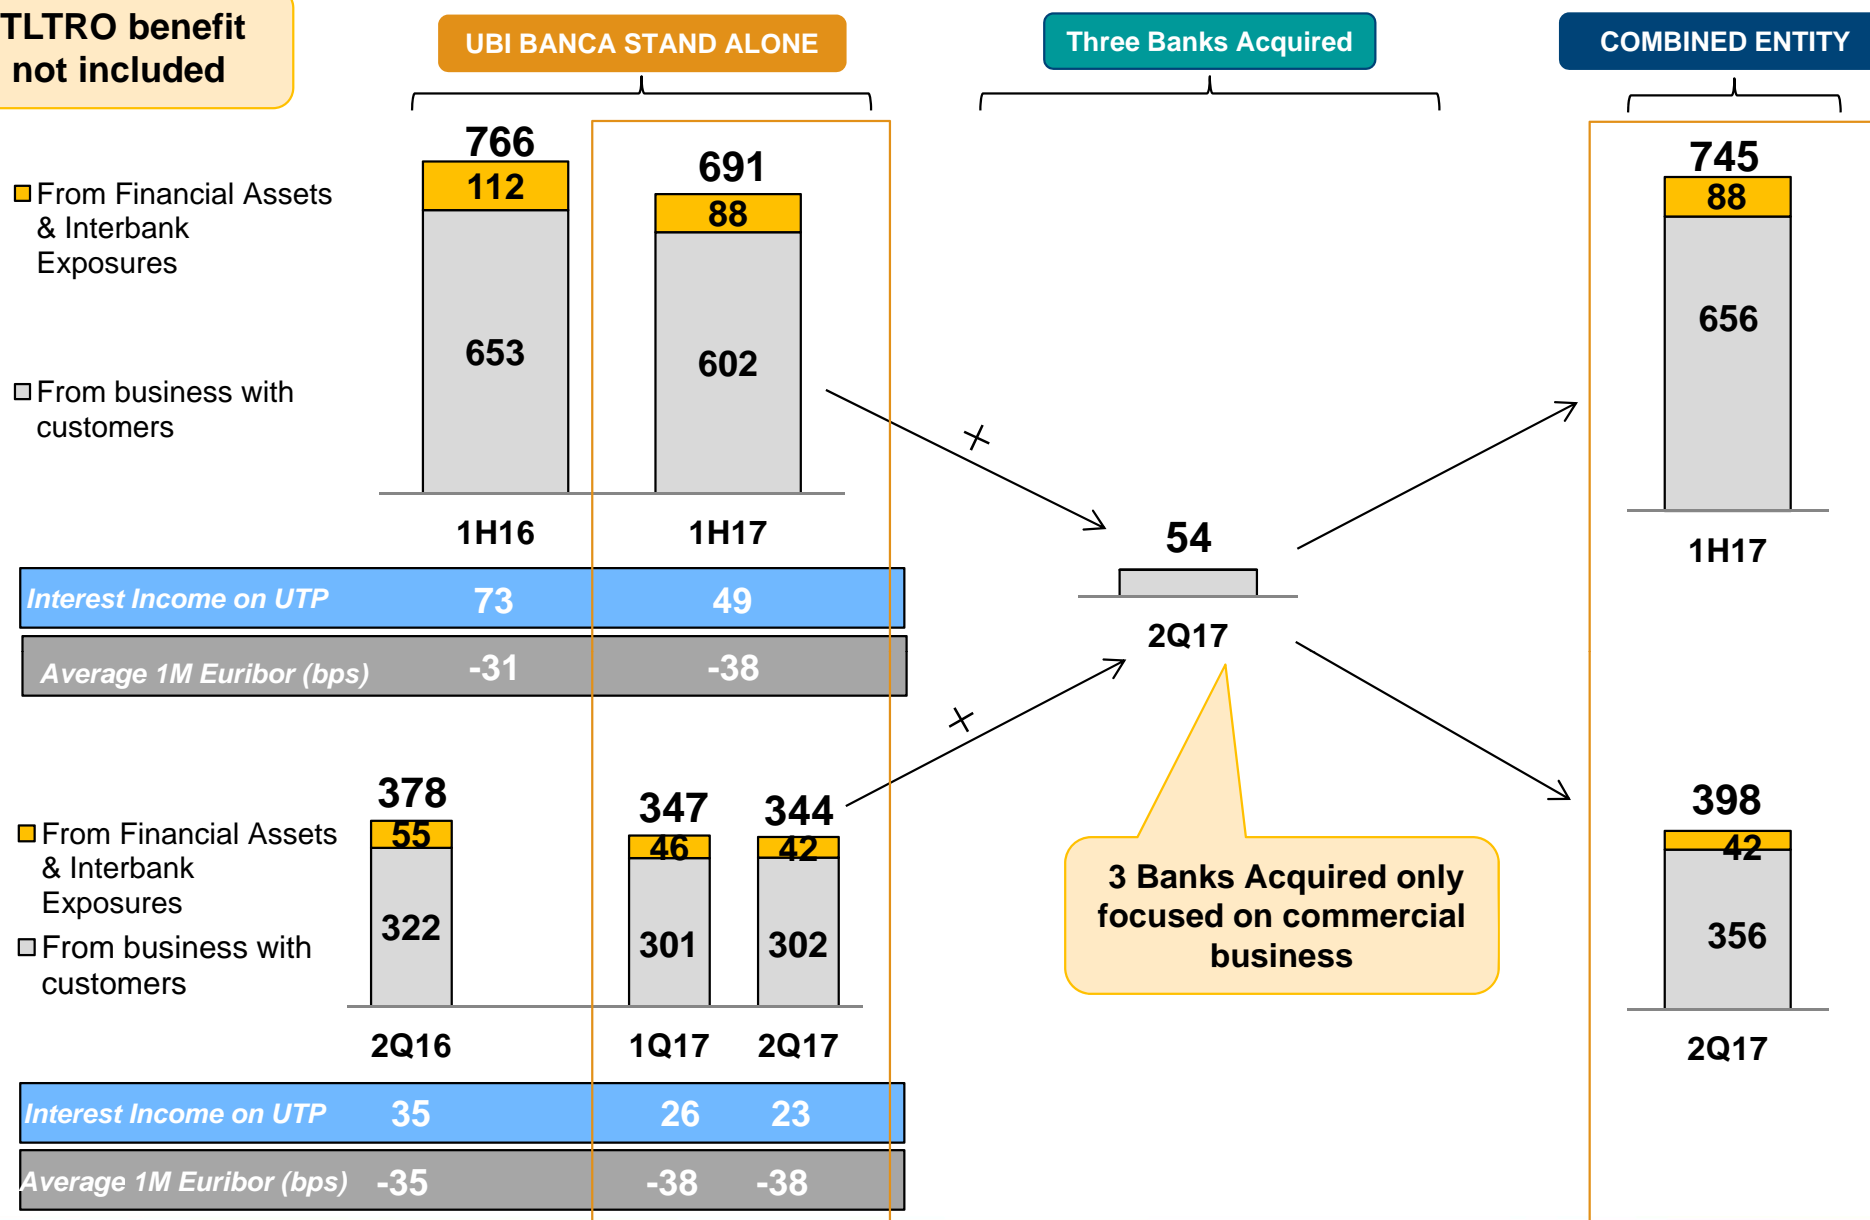 TLTRO benefit
not included
UBI BANCA STAND ALONE
Three Banks Acquired
COMBINED ENTITY
From Financial Assets
& Interbank
Exposures
From business with
customers
766
112
653
1H16
691
88
602
1H17
745
88
656
1H17
54
2Q17
Interest Income on UTP 73 49
Average 1M Euribor (bps) -31 -38
From Financial Assets
& Interbank
Exposures
From business with
customers
378
55
322
2Q16
347
46
301
1Q17
344
42
302
2Q17
3 Banks Acquired only
focused on commercial
business
398
42
356
2Q17
Interest Income on UTP 35 26 23
Average 1M Euribor (bps) -35 -38 -38